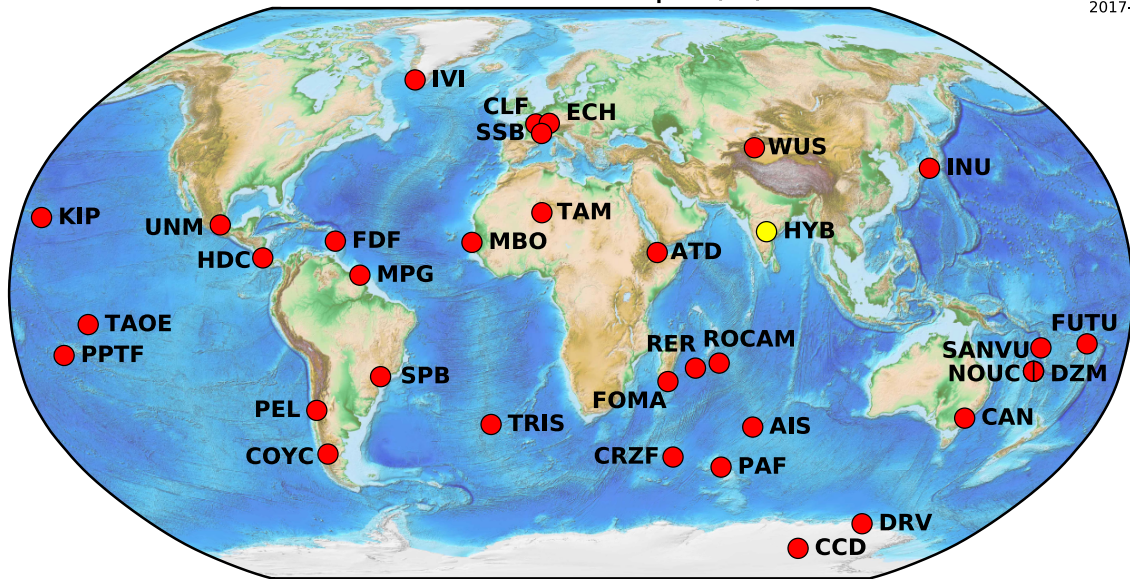 2017-
IVI
CLF
ECH
SSB
WUS
INU
KIP
TAM
UNM
HYB
FDF
MBO
HDC
ATD
MPG
TAOE
FUTU
PPTF
RER
ROCAM
SANVU
SPB
NOUC
DZM
FOMA
PEL
CAN
TRIS
AIS
COYC
CRZF
PAF
DRV
CCD